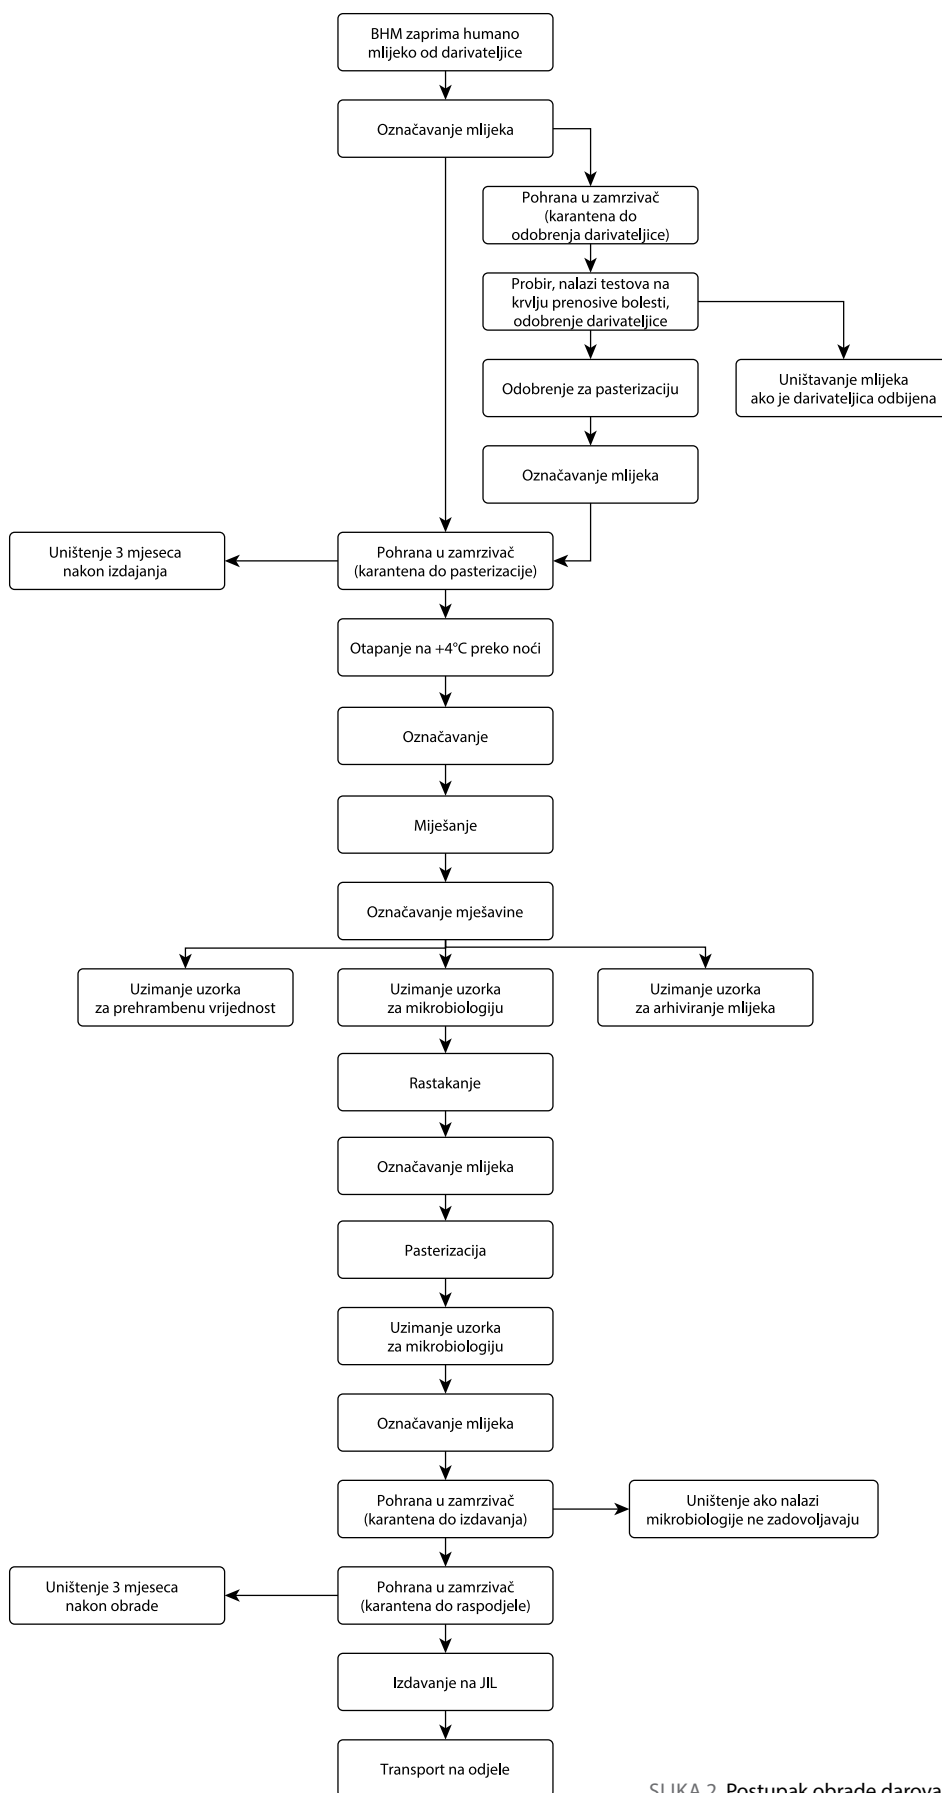 BHM zaprima humano
mlijeko od darivateljice
Označavanje mlijeka
Pohrana u zamrzivač
(karantena do
odobrenja darivateljice)
Probir, nalazi testova na
krvlju prenosive bolesti,
odobrenje darivateljice
Odobrenje za pasterizaciju
Uništavanje mlijeka
ako je darivateljica odbijena
Označavanje mlijeka
Uništenje 3 mjeseca
nakon izdajanja
Pohrana u zamrzivač
(karantena do pasterizacije)
Otapanje na +4°C preko noći
Označavanje
Miješanje
Označavanje mješavine
Uzimanje uzorka
za prehrambenu vrijednost
Uzimanje uzorka
za mikrobiologiju
Uzimanje uzorka
za arhiviranje mlijeka
Rastakanje
Označavanje mlijeka
Pasterizacija
Uzimanje uzorka
za mikrobiologiju
Označavanje mlijeka
Pohrana u zamrzivač
(karantena do izdavanja)
Uništenje ako nalazi
mikrobiologije ne zadovoljavaju
Uništenje 3 mjeseca
nakon obrade
Pohrana u zamrzivač
(karantena do raspodjele)
Izdavanje na JIL
Transport na odjele
SLIKA 2. Postupak obrade darova